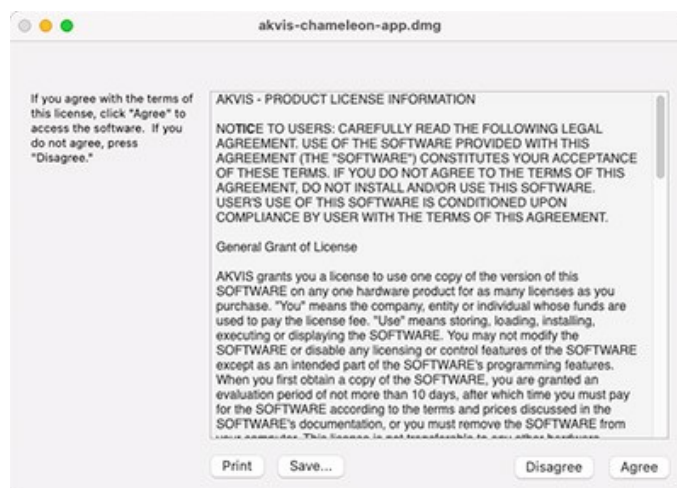 akvis-chameleon-app.dmg
If you agree with the terms of
this license, click "Agree" to
access the software.  If you
do not agree, press
"Disagree."
AKVIS - PRODUCT LICENSE INFORMATION
NOTICE TO USERS: CAREFULLY READ THE FOLLOWING LEGAL
AGREEMENT. USE OF THE SOFTWARE PROVIDED WITH THIS
AGREEMENT (THE "SOFTWARE") CONSTITUTES YOUR ACCEPTANCE
OF THESE TERMS. IF YOU DO NOT AGREE TO THE TERMS OF THIS
AGREEMENT, DO NOT INSTALL AND/OR USE THIS SOFTWARE.
USER'S USE OF THIS SOFTWARE IS CONDITIONED UPON
COMPLIANCE BY USER WITH THE TERMS OF THIS AGREEMENT.
General Grant of License
AKVIS grants you a license to use one copy of the version of this
SOFTWARE on any one hardware product for as many licenses as you
purchase. "You" means the company, entity or individual whose funds are
used to pay the license fee. "Use" means storing, loading, installing,
executing or displaying the SOFTWARE. You may not modify the
SOFTWARE or disable any licensing or control features of the SOFTWARE
except as an intended part of the SOFTWARE's programming features.
When you first obtain a copy of the SOFTWARE, you are granted an
evaluation period of not more than 10 days, after which time you must pay
for the SOFTWARE according to the terms and prices discussed in the
SOFTWARE's documentation, or you must remove the SOFTWARE from
your computer. This license is not transferable to any other hardware
Print
Save...
Disagree
Agree